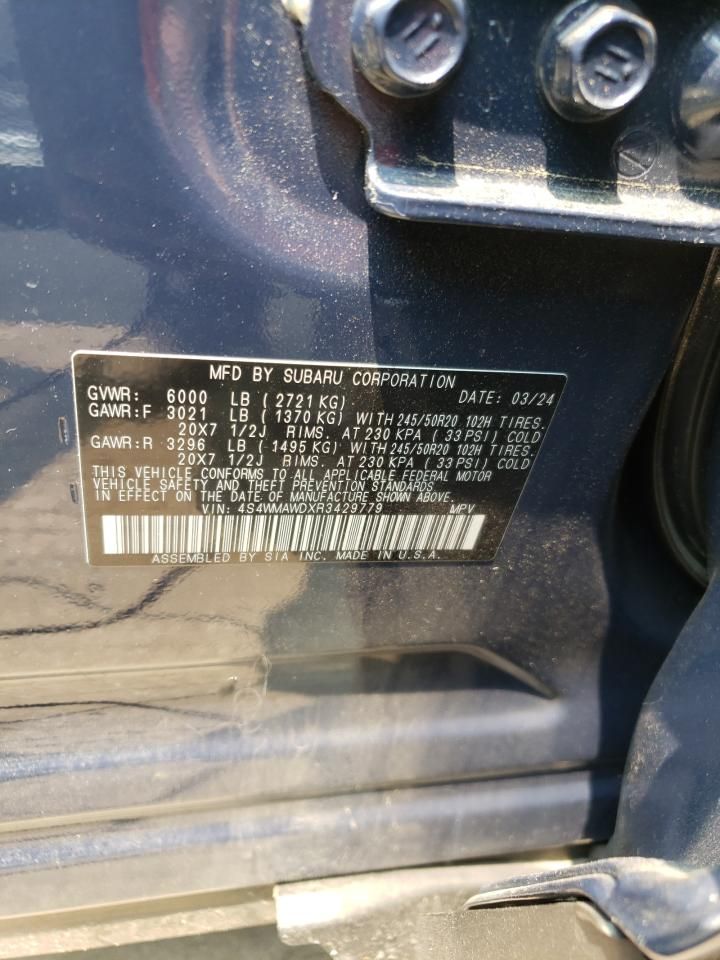 MFD BY SUBARU CORPORATION
GVWR: 6000 LB ( 2721 KG) DATE: 03/24
GAWR:F 3021 LB ( 1370 KG) WITH 245/50R20 102H TIRES.
20X7 1/2J RIMS. AT 230 KPA ( 33 PSI) COLD
GAWR:R 3296 LB ( 1495 KG) WITH 245/50R20 102H TIRES.
20X7 1/2J RIMS. AT 230 KPA ( 33 PSI) COLD
THIS VEHICLE CONFORMS TO ALL APPLICABLE FEDERAL MOTOR
VEHICLE SAFETY AND THEFT PREVENTION STANDARDS
IN EFFECT ON THE DATE OF MANUFACTURE SHOWN ABOVE.
VIN: 4S4WMAWDXR3429779 MPV
ASSEMBLED BY SIA INC. MADE IN U.S.A.